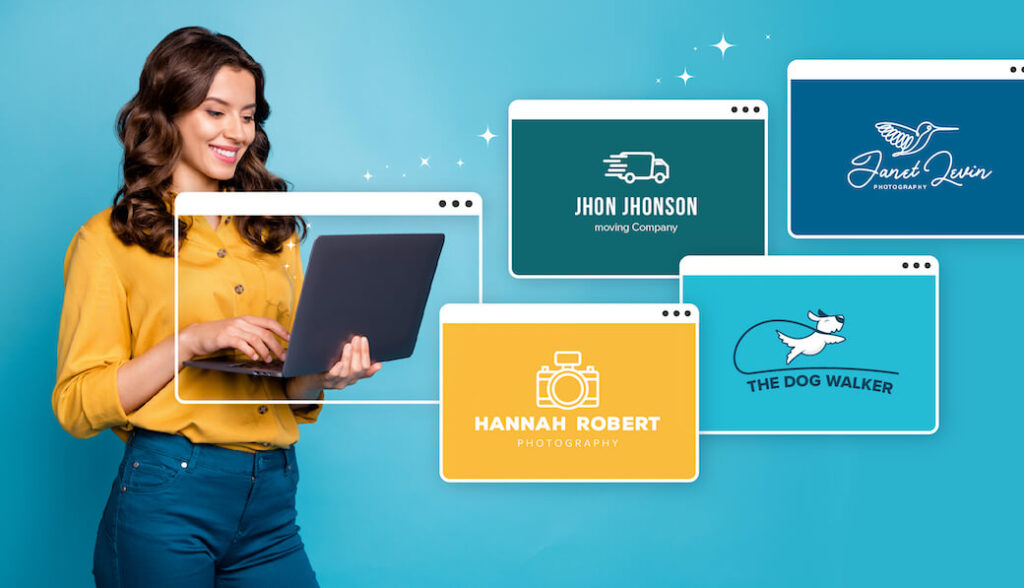 JHON JHONSON
moving Company
Janet Levin
PHOTOGRAPHY
HANNAH ROBERT
PHOTOGRAPHY
THE DOG WALKER